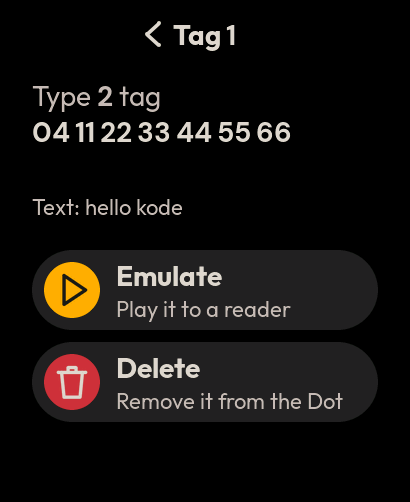 Tag 1
Type 2 tag
04 11 22 33 44 55 66
Text: hello kode
Emulate
Play it to a reader
Delete
Remove it from the Dot